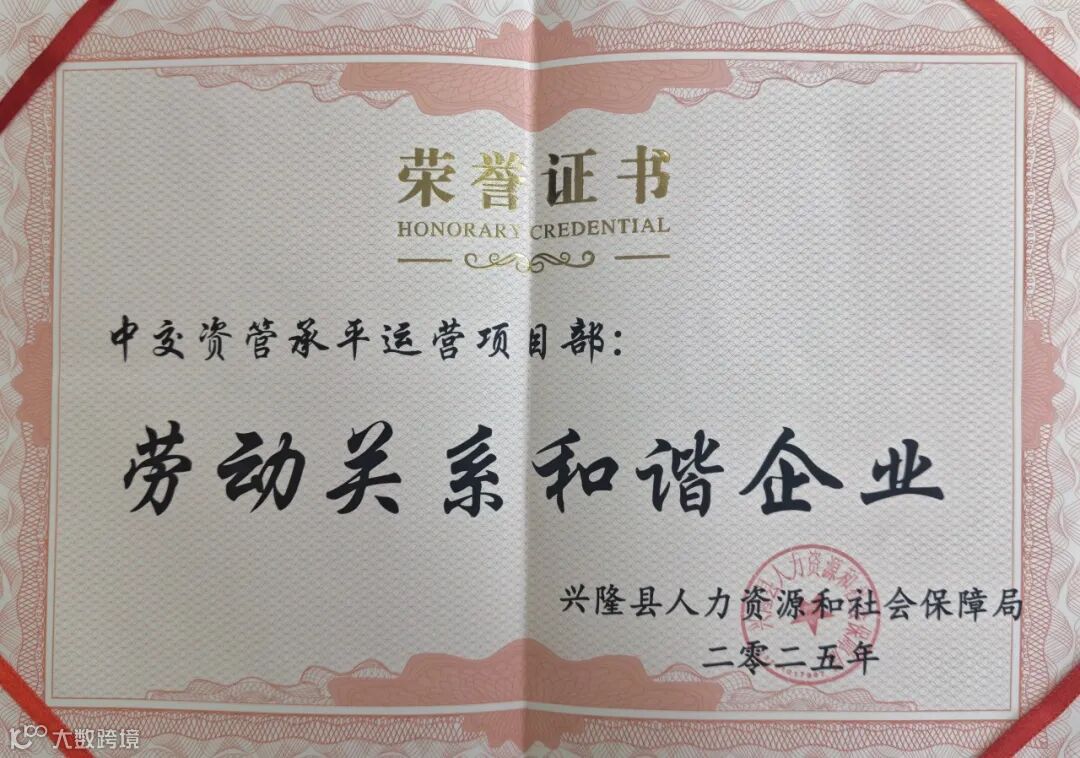 荣誉证书
HONORARY CREDENTIAL
中交资管承平运营项目部：
劳动关系和谐企业
兴隆县人力资源和社会保障局
二零二五年
大数跨境